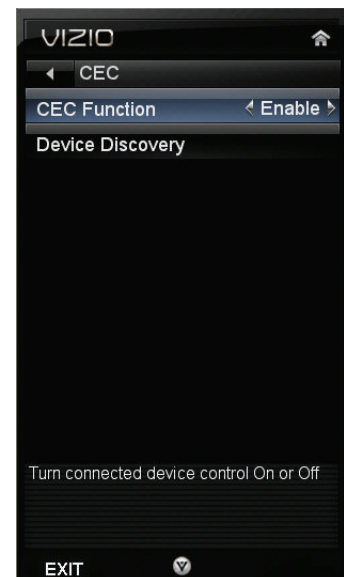 VIZIO
CEC
CEC Function Enable
Device Discovery
Turn connected device control On or Off
EXIT
V